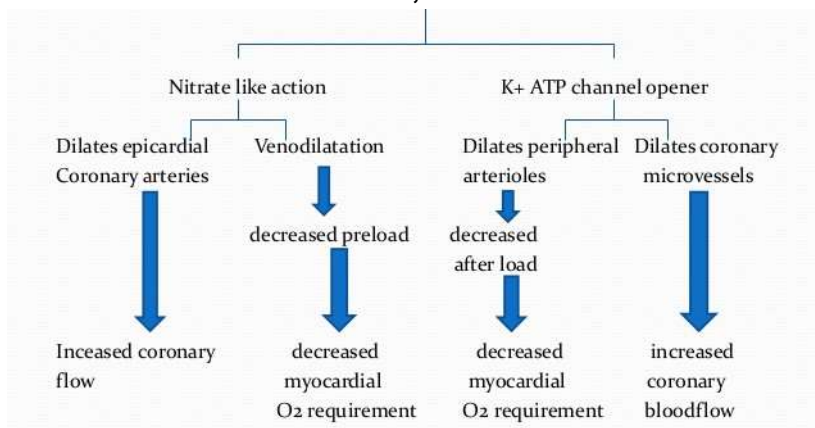 Nitrate like action
K+ ATP channel opener
Dilates epicardial
Coronary arteries
Venodilatation
Dilates peripheral
arterioles
Dilates coronary
microvessels
decreased preload
decreased
after load
Inceased coronary
flow
decreased
myocardial
O2 requirement
decreased
myocardial
O2 requirement
increased
coronary
bloodflow